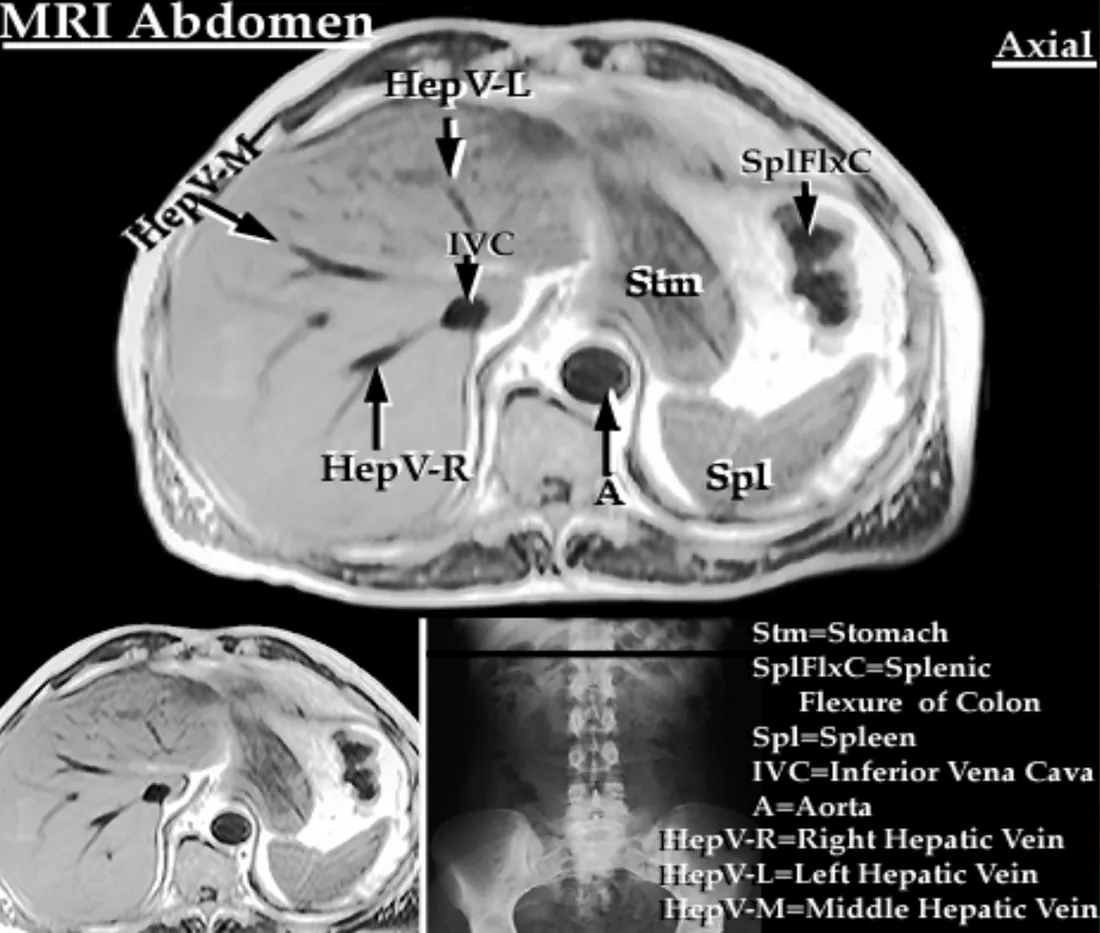 MRI Abdomen
Axial
HepV-L
HepV-M
SplFlxC
IVC
Stm
HepV-R
Spl
A
Stm=Stomach
SplFlxC=Splenic
Flexure of Colon
Spl=Spleen
IVC=Inferior Vena Cava
A=Aorta
HepV-R=Right Hepatic Vein
HepV-L=Left Hepatic Vein
HepV-M=Middle Hepatic Vein